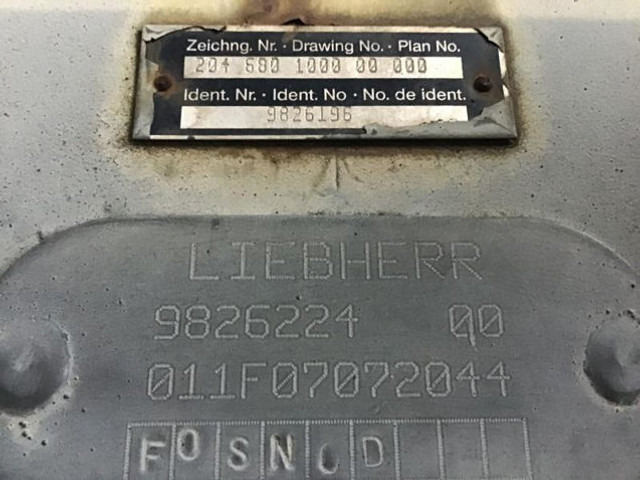 Zeichng. Nr. · Drawing No. · Plan No.
204 680 1000 00 000
Ident. Nr. · Ident. No · No. de ident.
9826196
LIEBHERR
9826224 00
011F07072044
F O S N D